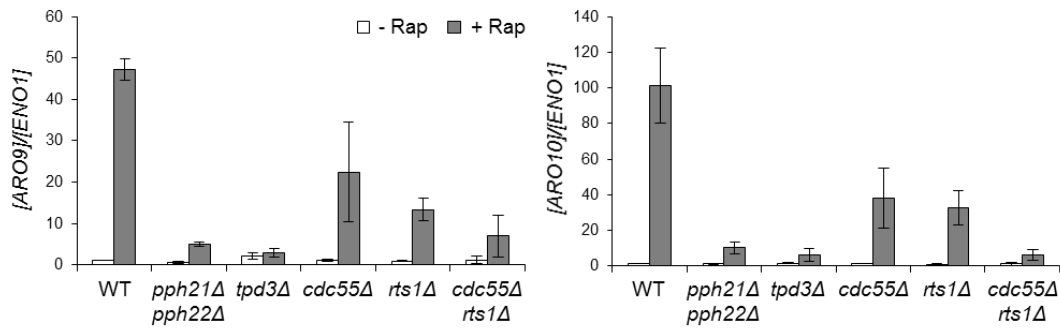 [ARO9]/[ENO1]
60
50
40
30
20
10
0
- Rap + Rap
WT pph21Δ tpd3Δ cdc55Δ rts1Δ cdc55Δ
pph22Δ rts1Δ
[ARO10]/[ENO1]
140
120
100
80
60
40
20
0
WT pph21Δ tpd3Δ cdc55Δ rts1Δ cdc55Δ
pph22Δ rts1Δ